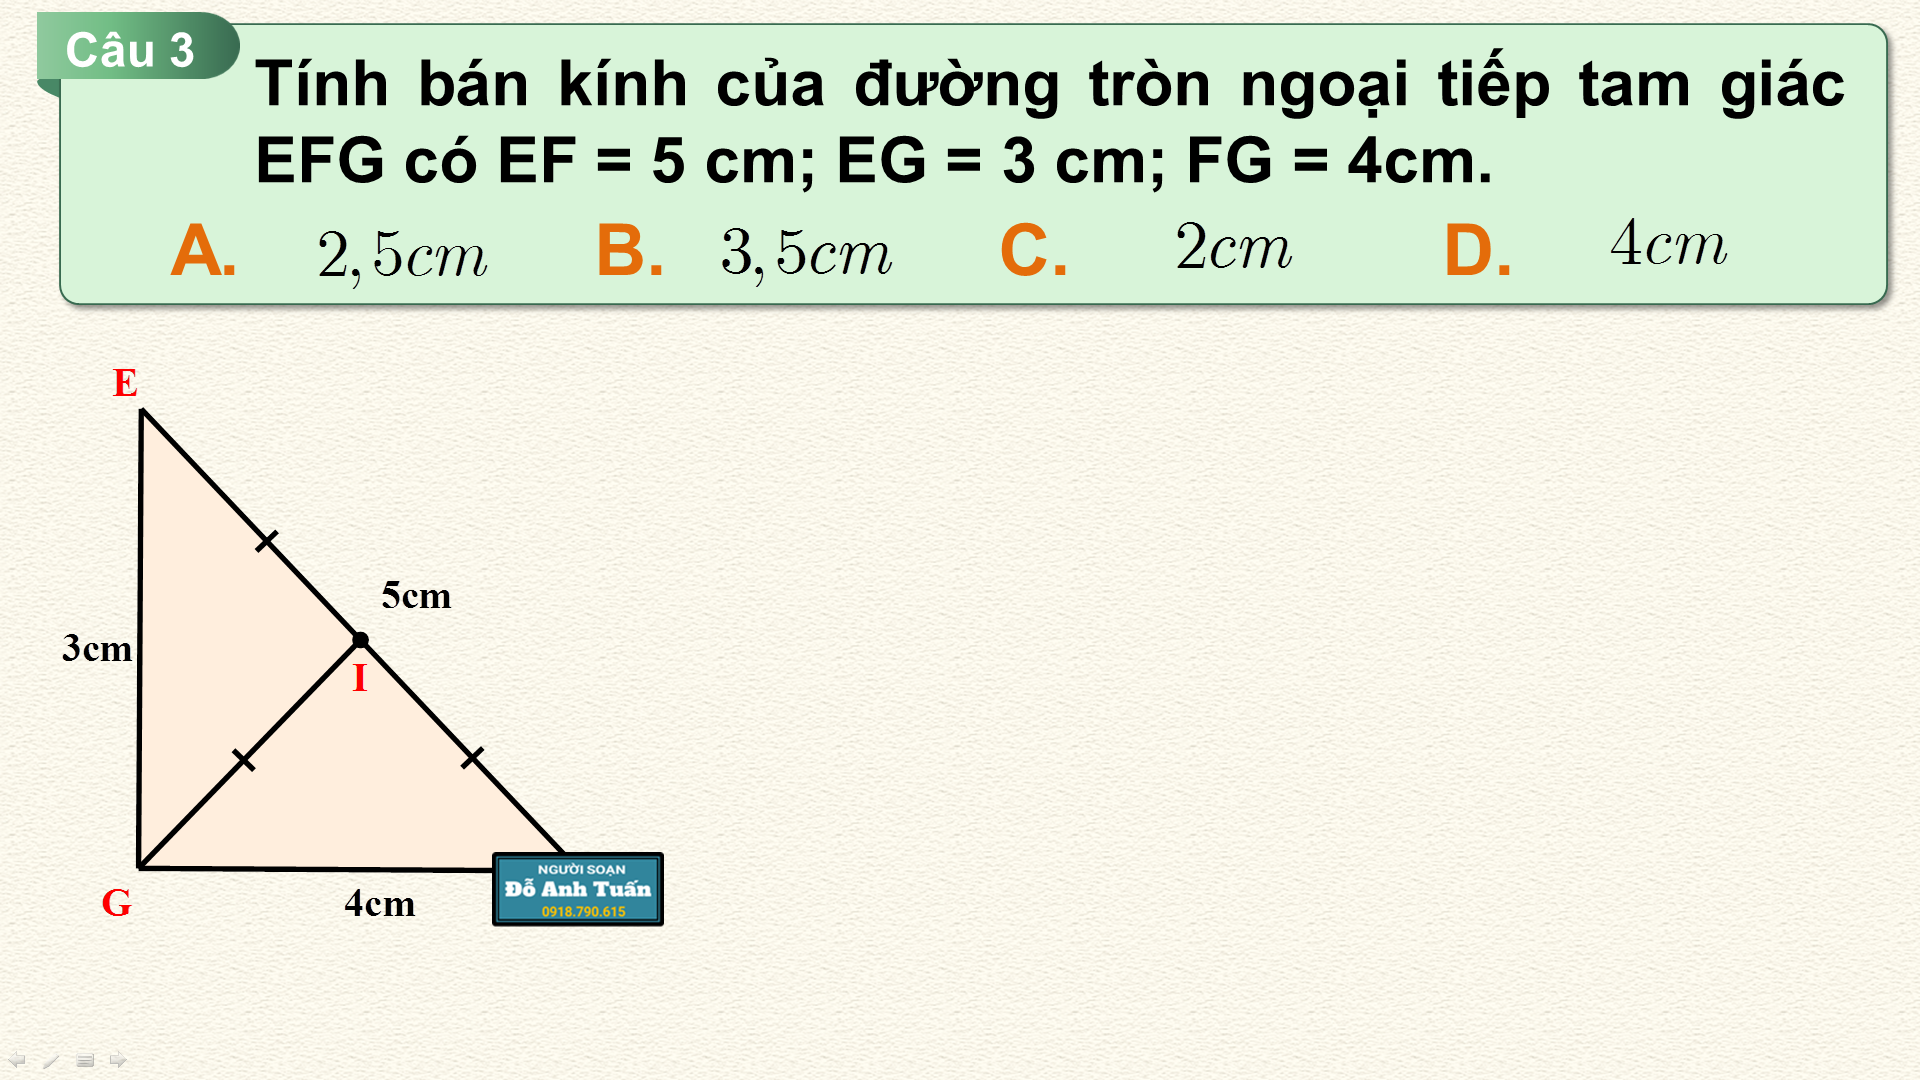 Câu 3
Tính bán kính của đường tròn ngoại tiếp tam giác
EFG có EF = 5 cm; EG = 3 cm; FG = 4cm.
A. 2,5cm B. 3,5cm C. 2cm D. 4cm
E
5cm
3cm
I
G
4cm
NGƯỜI SOẠN
Đỗ Anh Tuấn
0918.790.615